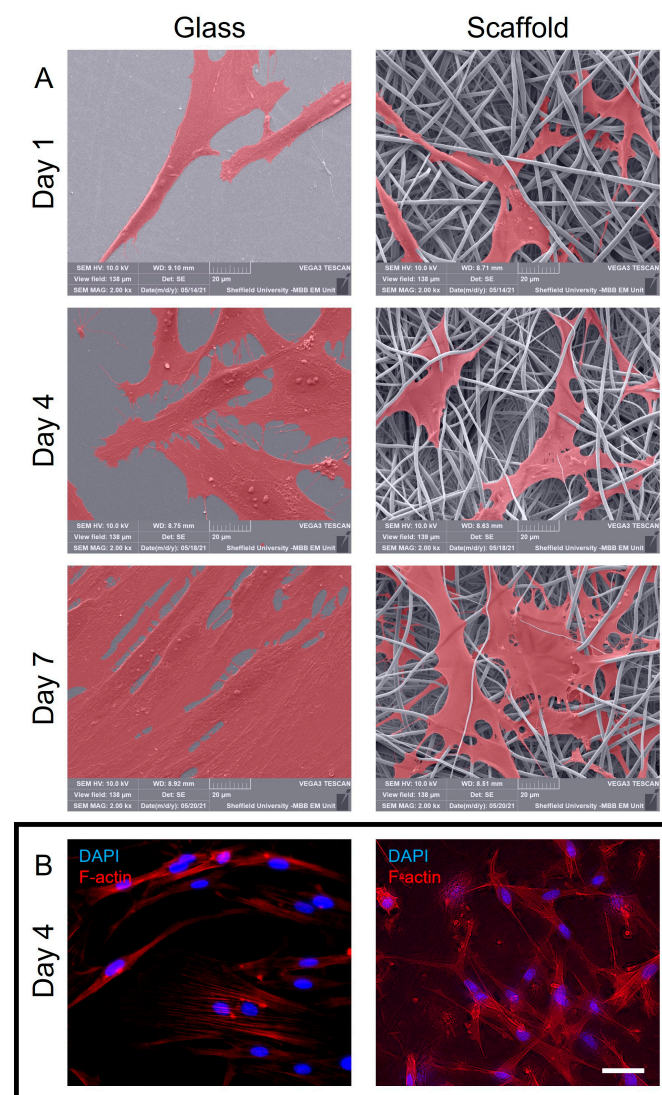 Glass
Scaffold
A
Day 1
SEM HV: 10.0 kV WD: 9.10 mm VEGA3 TESCAN
View field: 138 µm Det: SE 20 µm
SEM MAG: 2.00 kx Date(m/d/y): 05/14/21 Sheffield University -MBB EM Unit
SEM HV: 10.0 kV WD: 8.71 mm VEGA3 TESCAN
View field: 138 µm Det: SE 20 µm
SEM MAG: 2.00 kx Date(m/d/y): 05/14/21 Sheffield University -MBB EM Unit
Day 4
SEM HV: 10.0 kV WD: 8.75 mm VEGA3 TESCAN
View field: 138 µm Det: SE 20 µm
SEM MAG: 2.00 kx Date(m/d/y): 05/18/21 Sheffield University -MBB EM Unit
SEM HV: 10.0 kV WD: 8.63 mm VEGA3 TESCAN
View field: 138 µm Det: SE 20 µm
SEM MAG: 2.00 kx Date(m/d/y): 05/18/21 Sheffield University -MBB EM Unit
Day 7
SEM HV: 10.0 kV WD: 8.92 mm VEGA3 TESCAN
View field: 138 µm Det: SE 20 µm
SEM MAG: 2.00 kx Date(m/d/y): 05/20/21 Sheffield University -MBB EM Unit
SEM HV: 10.0 kV WD: 8.51 mm VEGA3 TESCAN
View field: 138 µm Det: SE 20 µm
SEM MAG: 2.00 kx Date(m/d/y): 05/20/21 Sheffield University -MBB EM Unit
B
Day 4
DAPI
F-actin
DAPI
F-actin